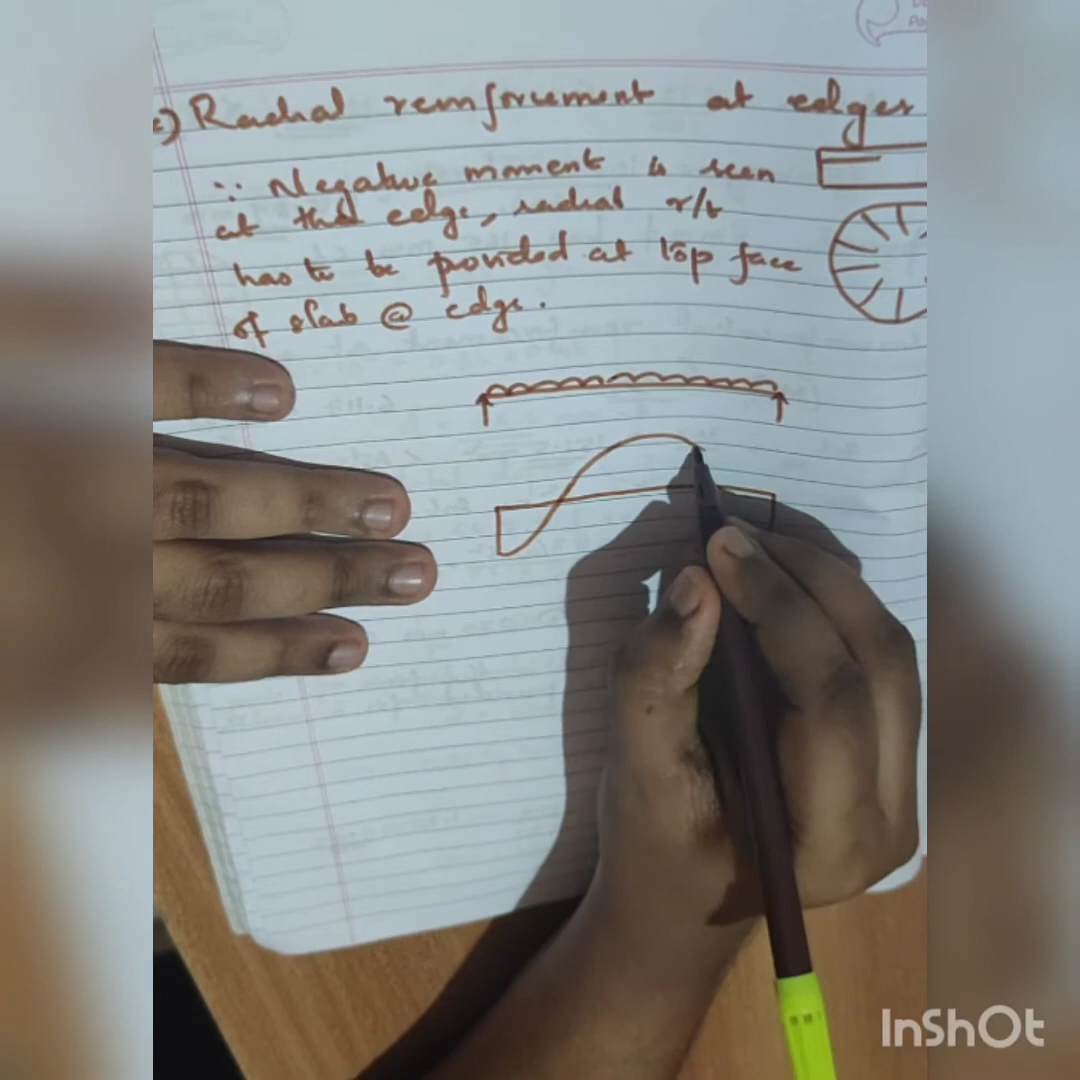 c) Radial reinforcement at edges
∵ Negative moment is seen
at the edge, radial r/t
has to be provided at top face
of slab @ edge.
InShOt